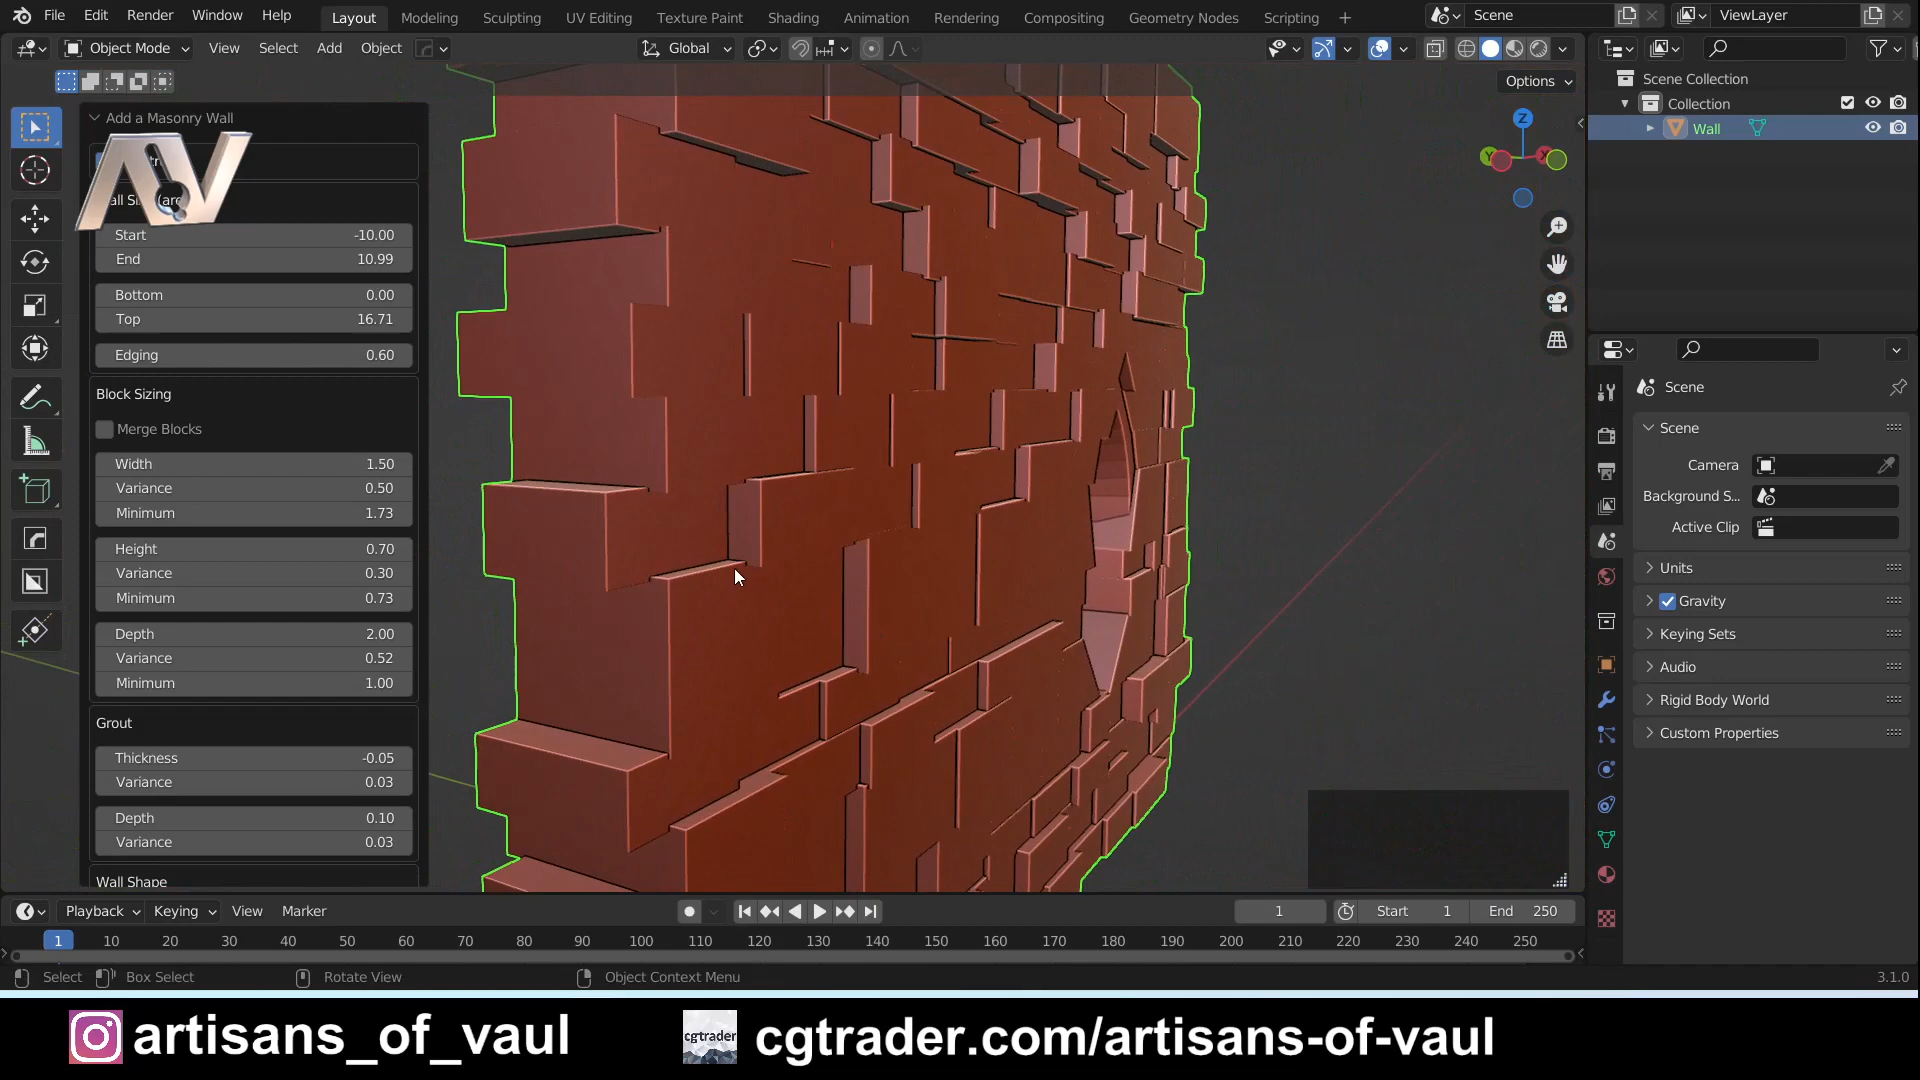 File Edit Render Window Help Layout Modeling Sculpting UV Editing Texture Paint Shading Animation Rendering Compositing Geometry Nodes Scripting Scene ViewLayer
Object Mode View Select Add Object Global
Options
Add a Masonry Wall
AV
Start -10.00
End 10.99
Bottom 0.00
Top 16.71
Edging 0.60
Block Sizing
Merge Blocks
Width 1.50
Variance 0.50
Minimum 1.73
Height 0.70
Variance 0.30
Minimum 0.73
Depth 2.00
Variance 0.52
Minimum 1.00
Grout
Thickness -0.05
Variance 0.03
Depth 0.10
Variance 0.03
Wall Shape
Z
Y
X
Scene Collection
Collection
Wall
Scene
Scene
Camera
Background S...
Active Clip
Units
Gravity
Keying Sets
Audio
Rigid Body World
Custom Properties
Playback Keying View Marker 1 Start 1 End 250
1 10 20 30 40 50 60 70 80 90 100 110 120 130 140 150 160 170 180 190 200 210 220 230 240 250
Select Box Select Rotate View Object Context Menu 3.1.0
artisans_of_vaul cgtrader cgtrader.com/artisans-of-vaul